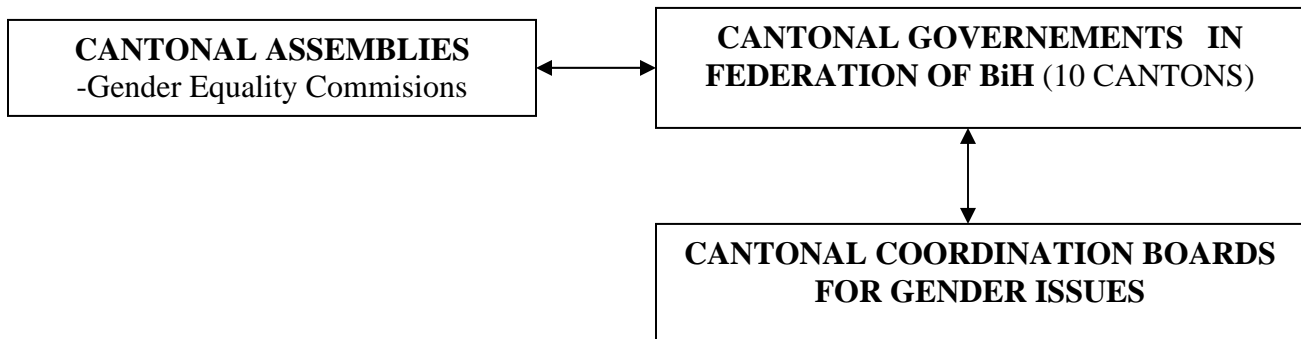 CANTONAL ASSEMBLIES
-Gender Equality Commisions
CANTONAL GOVERNEMENTS IN
FEDERATION OF BiH (10 CANTONS)
CANTONAL COORDINATION BOARDS
FOR GENDER ISSUES